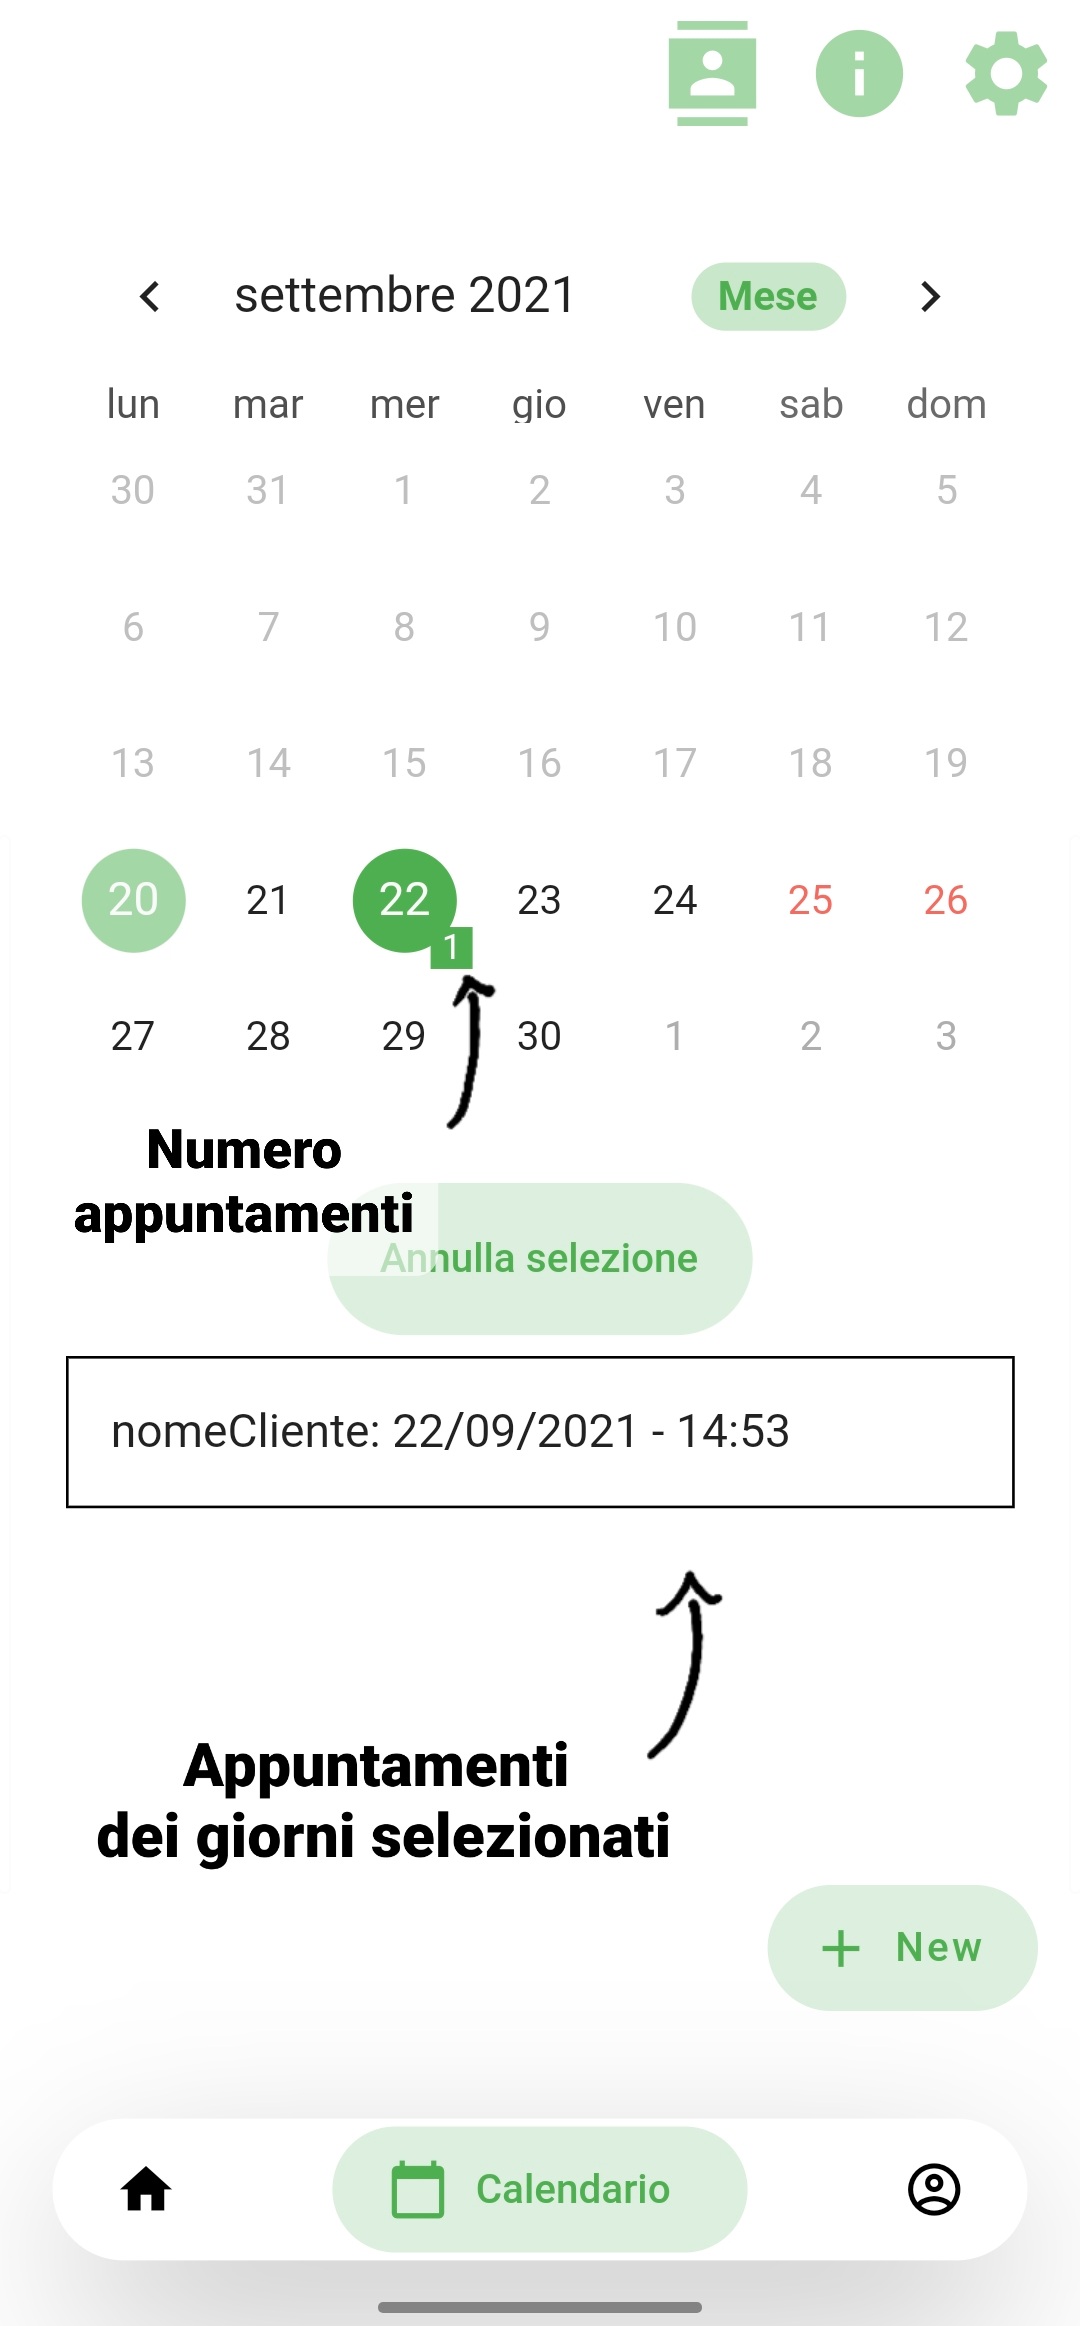 settembre 2021 Mese
lun mar mer gio ven sab dom
30 31 1 2 3 4 5
6 7 8 9 10 11 12
13 14 15 16 17 18 19
20 21 22 23 24 25 26
1
27 28 29 30 1 2 3
Numero
appuntamenti
Annulla selezione
nomeCliente: 22/09/2021 - 14:53
Appuntamenti
dei giorni selezionati
+ New
Calendario